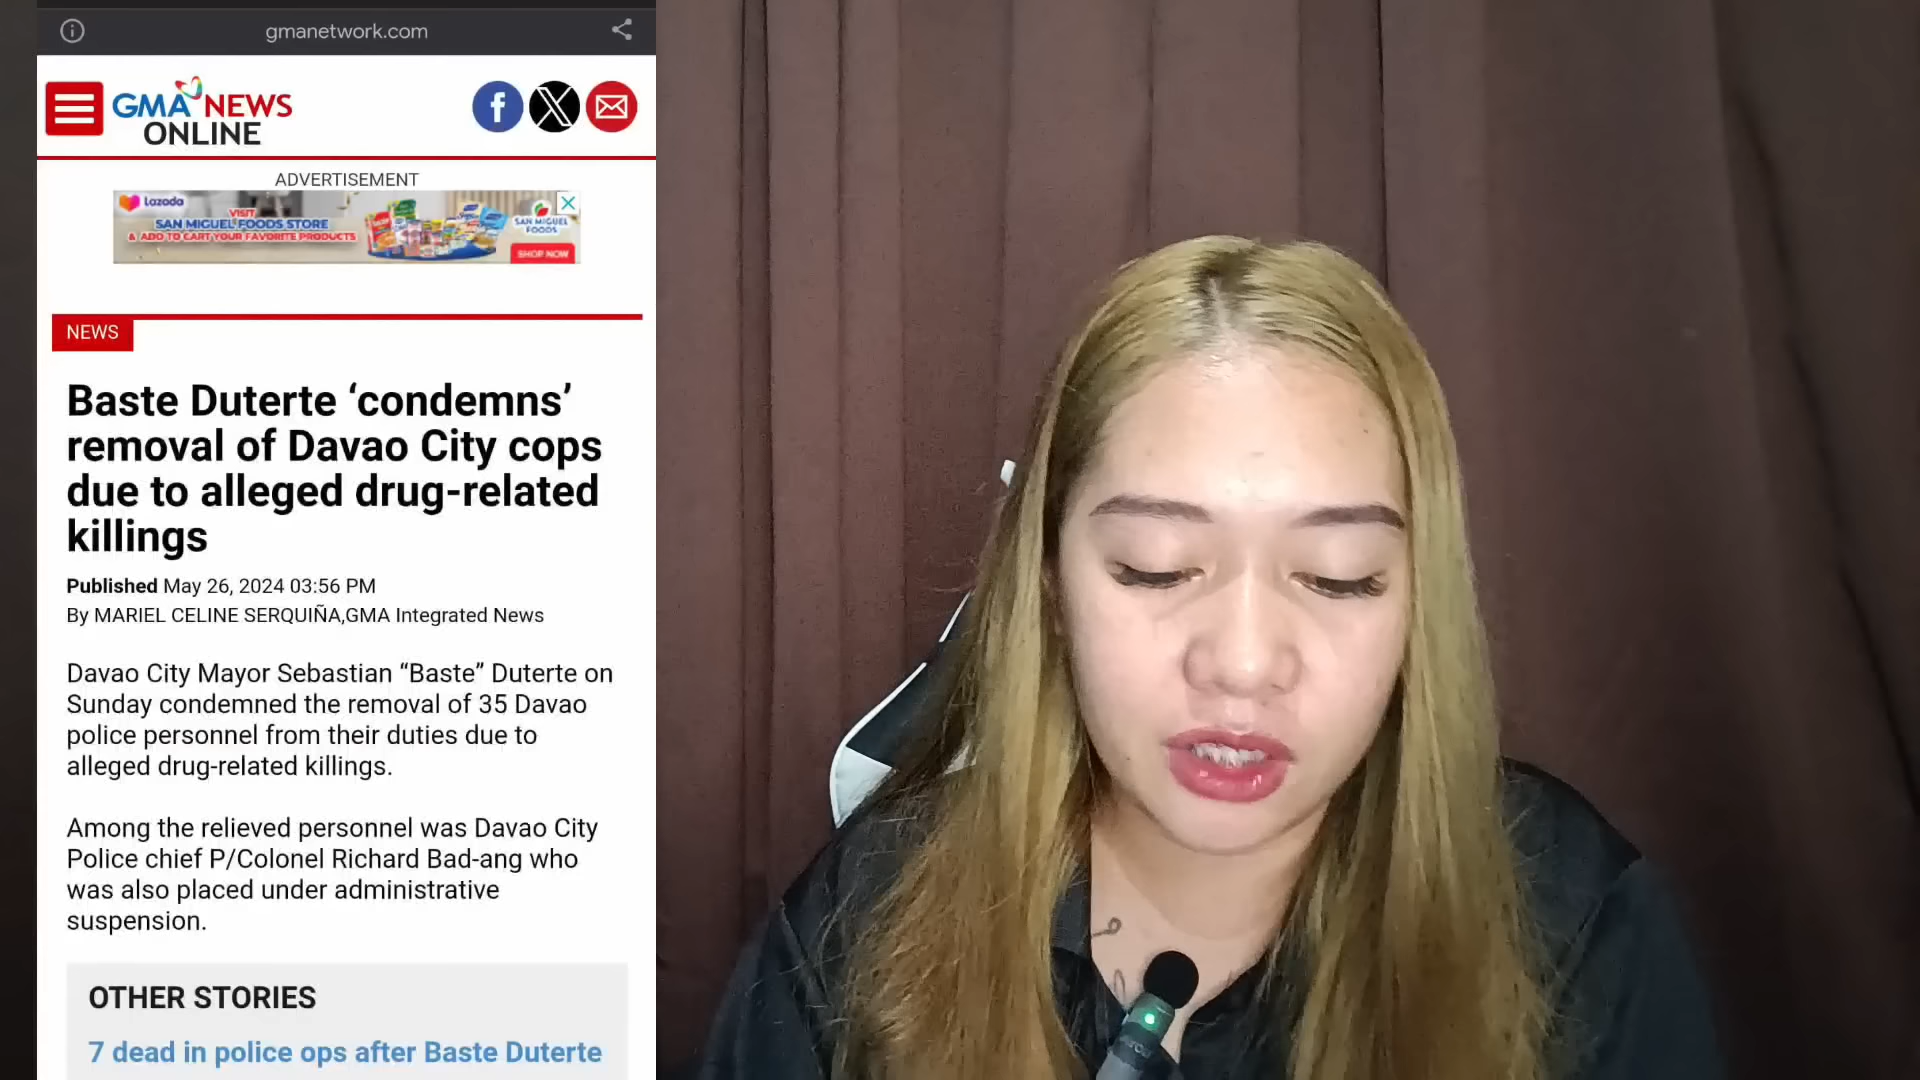 gmanetwork.com
GMA NEWS
ONLINE
ADVERTISEMENT
Lazada
VISIT
SAN MIGUEL FOODS STORE
& ADD TO CART YOUR FAVORITE PRODUCTS
SAN MIGUEL
FOODS
SHOP NOW
NEWS
Baste Duterte ‘condemns’
removal of Davao City cops
due to alleged drug-related
killings
Published May 26, 2024 03:56 PM
By MARIEL CELINE SERQUIÑA,GMA Integrated News
Davao City Mayor Sebastian “Baste” Duterte on
Sunday condemned the removal of 35 Davao
police personnel from their duties due to
alleged drug-related killings.
Among the relieved personnel was Davao City
Police chief P/Colonel Richard Bad-ang who
was also placed under administrative
suspension.
OTHER STORIES
7 dead in police ops after Baste Duterte